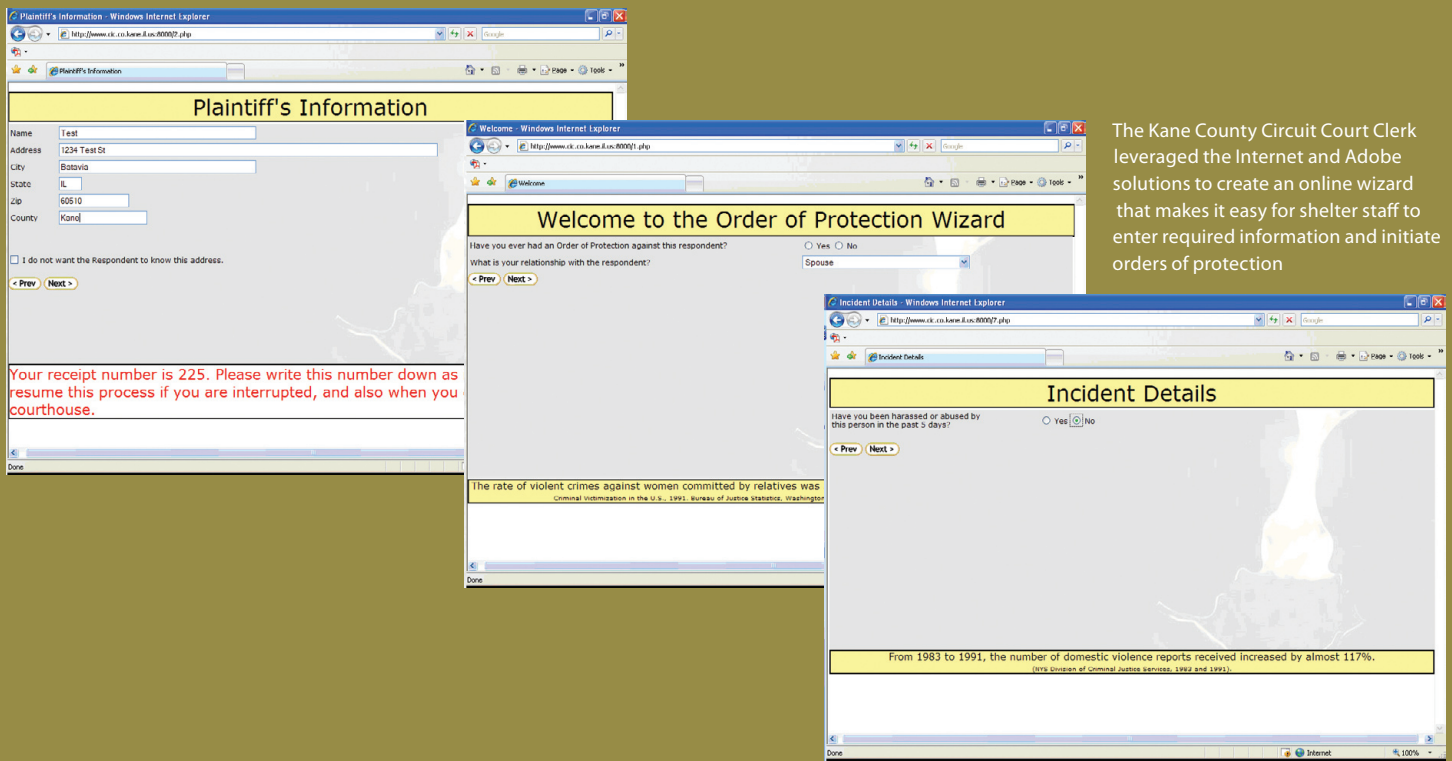 Plaintiff's Information - Windows Internet Explorer
http://www.cic.co.kane.il.us:8000/2.php
Google
Plaintiff's Information
Page
Tools
Plaintiff's Information
Name Test
Address 1234 Test St
City Batavia
State IL
Zip 60510
County Kane
I do not want the Respondent to know this address.
< Prev Next >
Your receipt number is 225. Please write this number down as
resume this process if you are interrupted, and also when you
courthouse.
Done
Welcome - Windows Internet Explorer
http://www.cic.co.kane.il.us:8000/1.php
Google
Welcome
Page
Tools
Welcome to the Order of Protection Wizard
Have you ever had an Order of Protection against this respondent? Yes No
What is your relationship with the respondent? Spouse
< Prev Next >
The rate of violent crimes against women committed by relatives was
Criminal Victimization in the U.S., 1991. Bureau of Justice Statistics, Washington
Done
The Kane County Circuit Court Clerk
leveraged the Internet and Adobe
solutions to create an online wizard
that makes it easy for shelter staff to
enter required information and initiate
orders of protection
Incident Details - Windows Internet Explorer
http://www.cic.co.kane.il.us:8000/7.php
Google
Incident Details
Page
Tools
Incident Details
Have you been harassed or abused by
this person in the past 5 days? Yes No
< Prev Next >
From 1983 to 1991, the number of domestic violence reports received increased by almost 117%.
(NYS Division of Criminal Justice Services, 1983 and 1991).
Done
Internet
100%